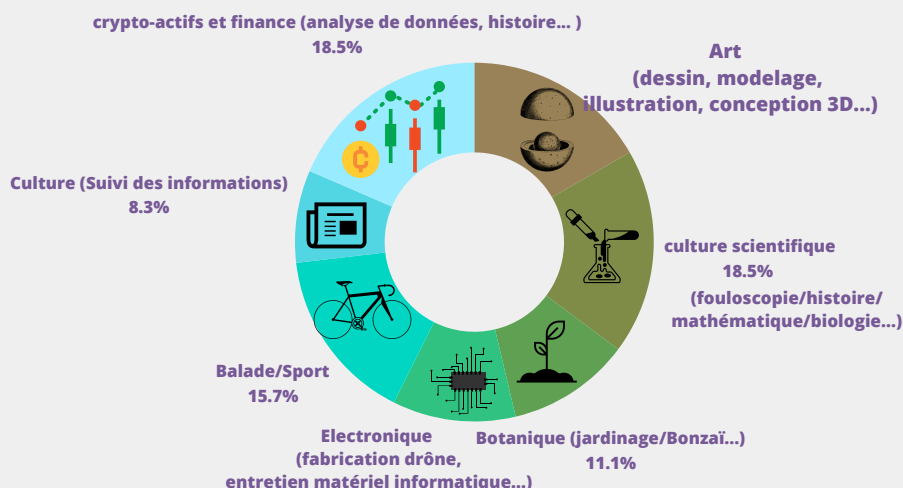 crypto-actifs et finance (analyse de données, histoire... )
18.5%
Art
(dessin, modelage,
illustration, conception 3D...)
Culture (Suivi des informations)
8.3%
culture scientifique
18.5%
(fouloscopie/histoire/
mathématique/biologie...)
Balade/Sport
15.7%
Electronique
(fabrication drône,
entretien matériel informatique...)
Botanique (jardinage/Bonzaï...)
11.1%